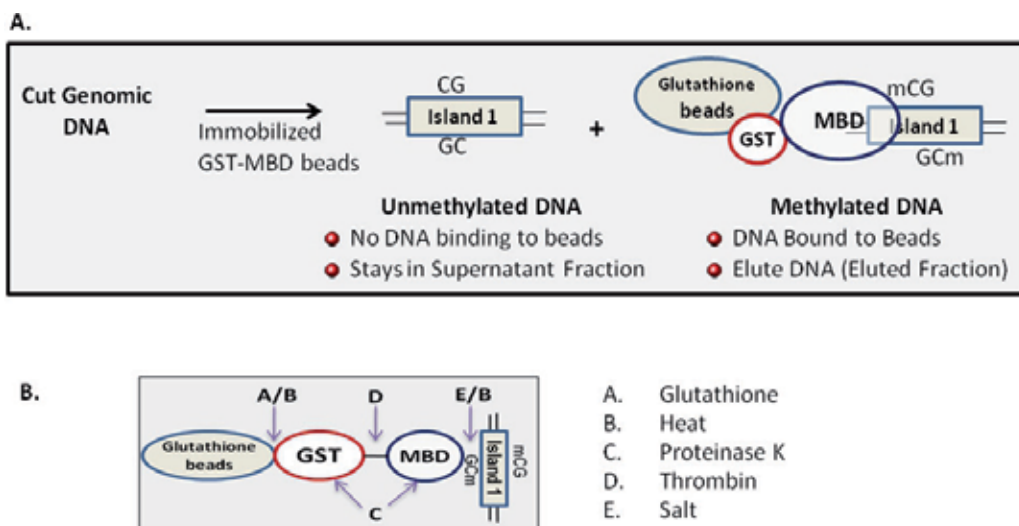 A.
Cut Genomic
DNA
Immobilized
GST-MBD beads
CG
Island 1
GC
+
Glutathione
beads
GST
MBD
mCG
Island 1
GCm
Unmethylated DNA
No DNA binding to beads
Stays in Supernatant Fraction
Methylated DNA
DNA Bound to Beads
Elute DNA (Eluted Fraction)
B.
A/B
D
E/B
Glutathione
beads
GST
MBD
GCm
Island 1
mCG
C
A. Glutathione
B. Heat
C. Proteinase K
D. Thrombin
E. Salt